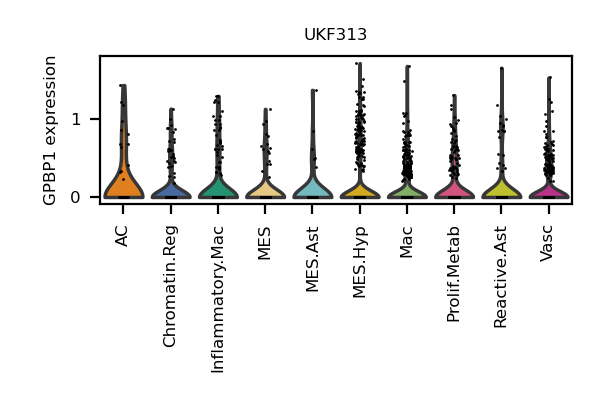 UKF313
GPBP1 expression
1
0
AC
Chromatin.Reg
Inflammatory.Mac
MES
MES.Ast
MES.Hyp
Mac
Prolif.Metab
Reactive.Ast
Vasc